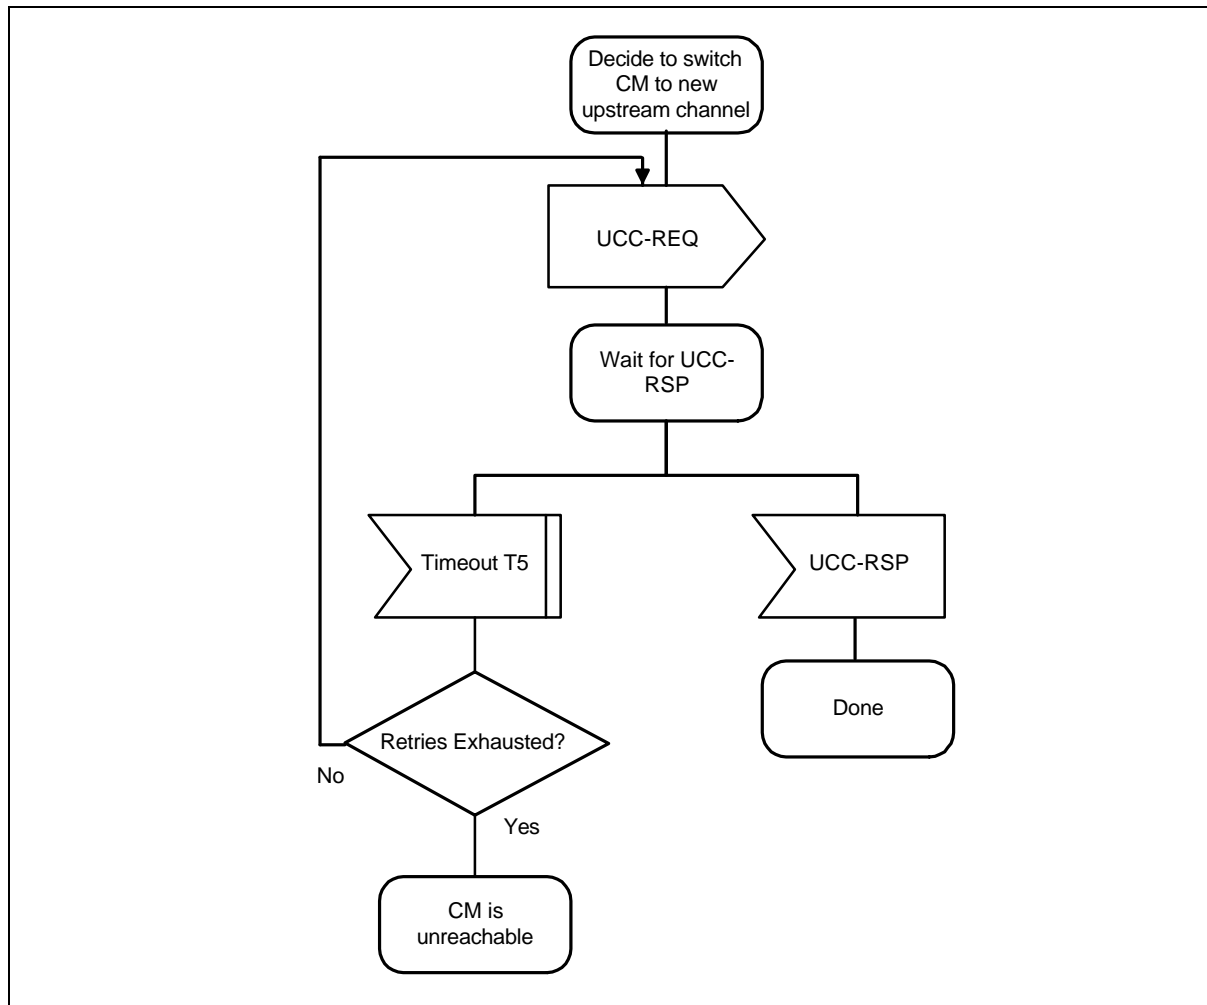 Decide to switch
CM to new
upstream channel
UCC-REQ
Wait for UCC-
RSP
Timeout T5
UCC-RSP
Retries Exhausted?
Done
No
Yes
CM is
unreachable